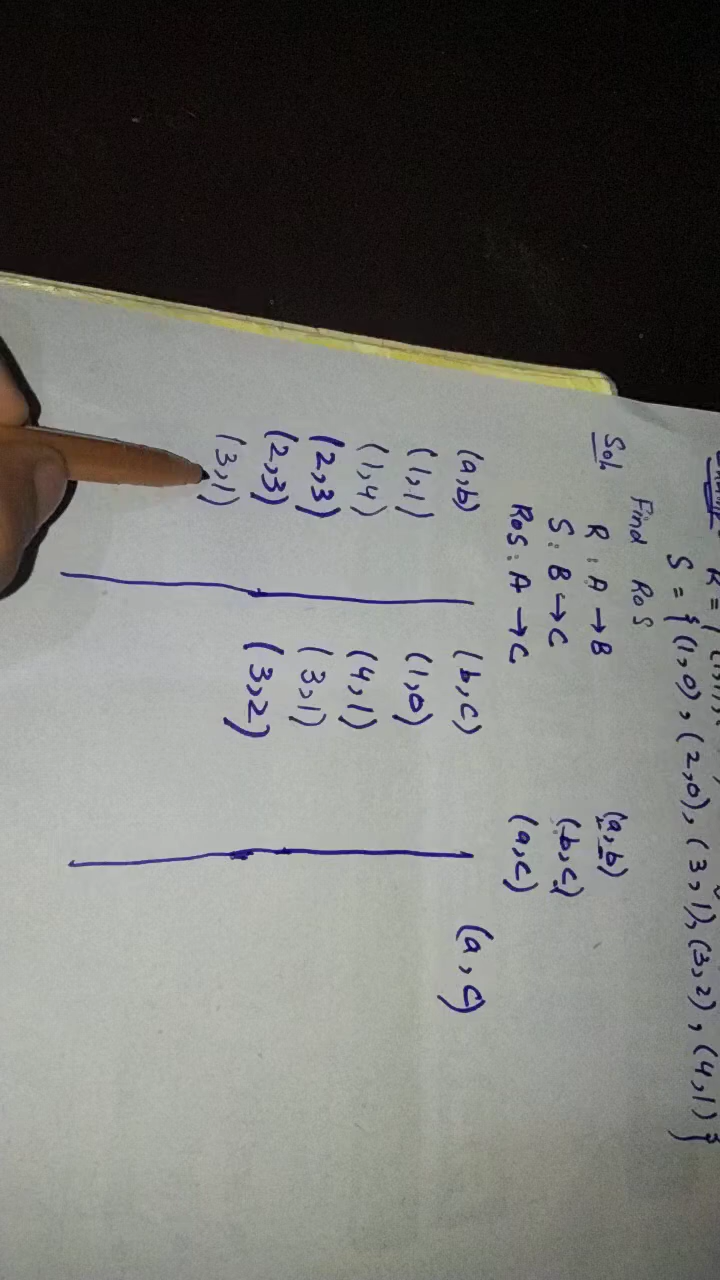 S = {(1,0), (2,0), (3,1), (3,2), (4,1)}
Find RoS
Sol R : A → B (a,b)
S : B → C (b,c)
RoS : A → C (a,c)
(a,b) (b,c) (a,c)
(1,1) (1,0)
(1,4) (4,1)
(2,3) (3,1)
(2,3) (3,2)
(3,1)